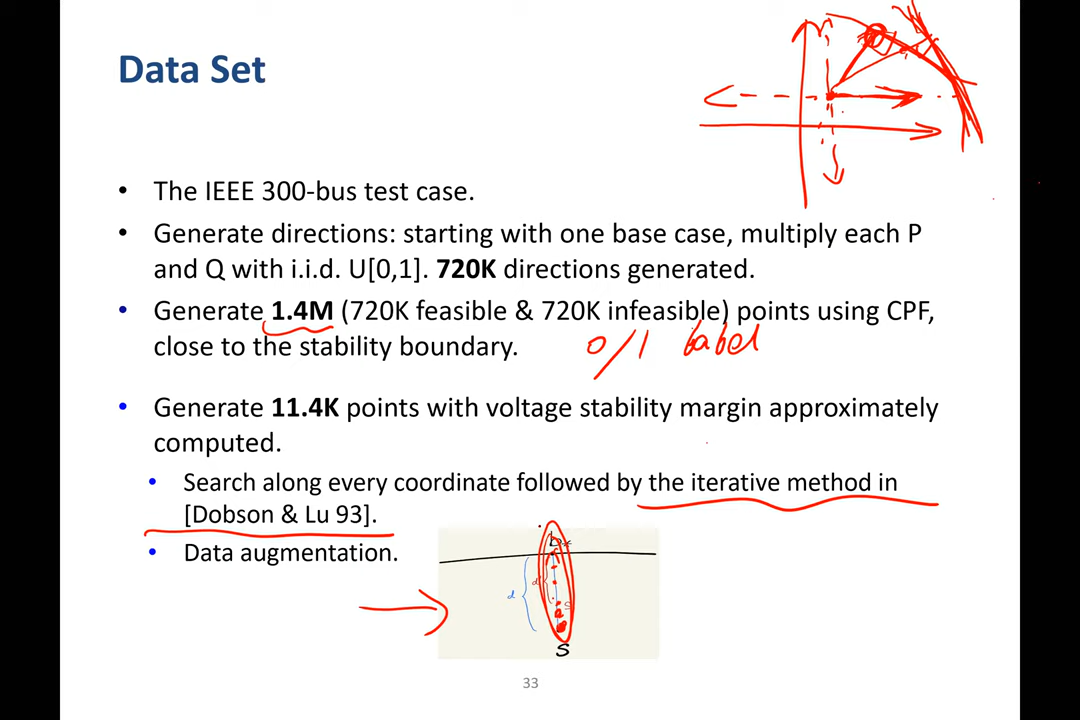 Data Set
• The IEEE 300-bus test case.
• Generate directions: starting with one base case, multiply each P
and Q with i.i.d. U[0,1]. 720K directions generated.
• Generate 1.4M (720K feasible & 720K infeasible) points using CPF,
close to the stability boundary.
0/1 label
• Generate 11.4K points with voltage stability margin approximately
computed.
• Search along every coordinate followed by the iterative method in
[Dobson & Lu 93].
• Data augmentation.
d
S
33